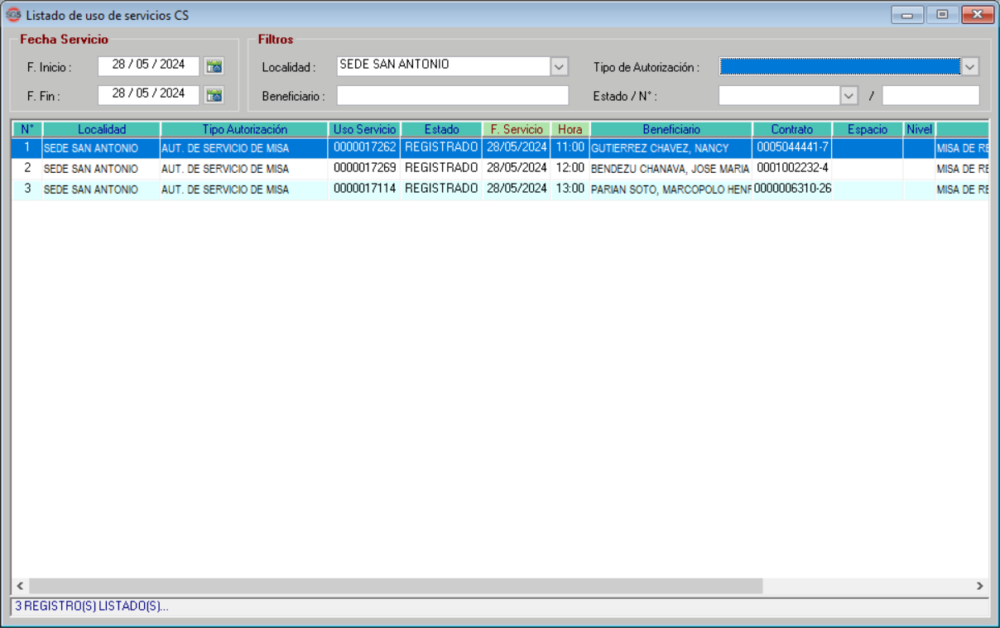 SGS Listado de uso de servicios CS
Fecha Servicio
F. Inicio : 28 / 05 / 2024
F. Fin : 28 / 05 / 2024
Filtros
Localidad : SEDE SAN ANTONIO Tipo de Autorización :
Beneficiario : Estado / N° : /
N° Localidad Tipo Autorización Uso Servicio Estado F. Servicio Hora Beneficiario Contrato Espacio Nivel
1 SEDE SAN ANTONIO AUT. DE SERVICIO DE MISA 0000017262 REGISTRADO 28/05/2024 11:00 GUTIERREZ CHAVEZ, NANCY 0005044441-7 MISA DE RE
2 SEDE SAN ANTONIO AUT. DE SERVICIO DE MISA 0000017269 REGISTRADO 28/05/2024 12:00 BENDEZU CHANAVA, JOSE MARIA 0001002232-4 MISA DE RE
3 SEDE SAN ANTONIO AUT. DE SERVICIO DE MISA 0000017114 REGISTRADO 28/05/2024 13:00 PARIAN SOTO, MARCOPOLO HENR 0000006310-26 MISA DE RE
3 REGISTRO(S) LISTADO(S)...